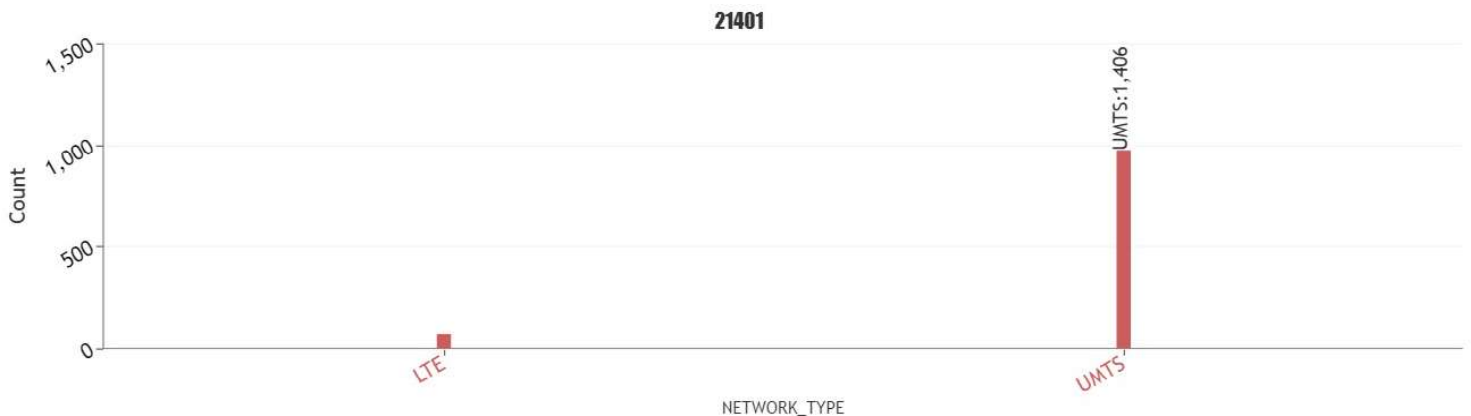 21401
1,500
1,000
500
0
Count
UMTS:1,406
LTE
UMTS
NETWORK_TYPE